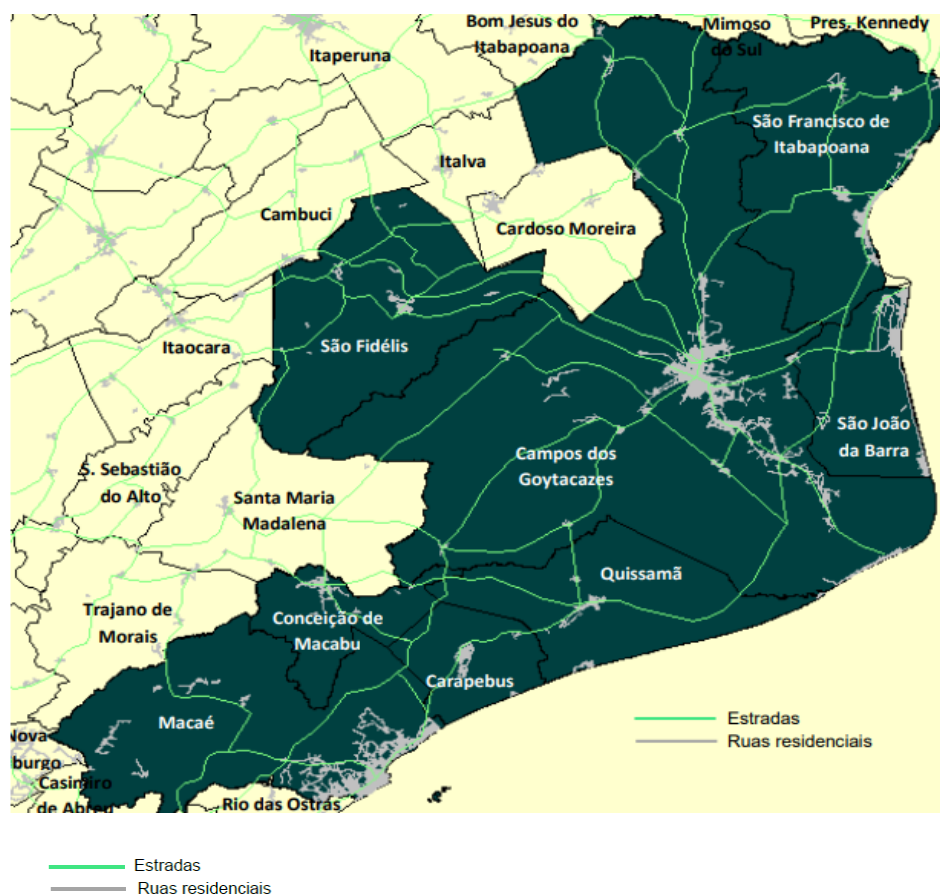 Bom Jesus do
Itabapoana
Mimoso
do Sul
Pres. Kennedy
Itaperuna
São Francisco de
Itabapoana
Italva
Cambuci
Cardoso Moreira
Itaocara
São Fidélis
São João
da Barra
Campos dos
Goytacazes
S. Sebastião
do Alto
Santa Maria
Madalena
Quissamã
Trajano de
Morais
Conceição de
Macabu
Carapebus
Macaé
Nova
burgo
Casimiro
de Abreu
Rio das Ostras
Estradas
Ruas residenciais
Estradas
Ruas residenciais